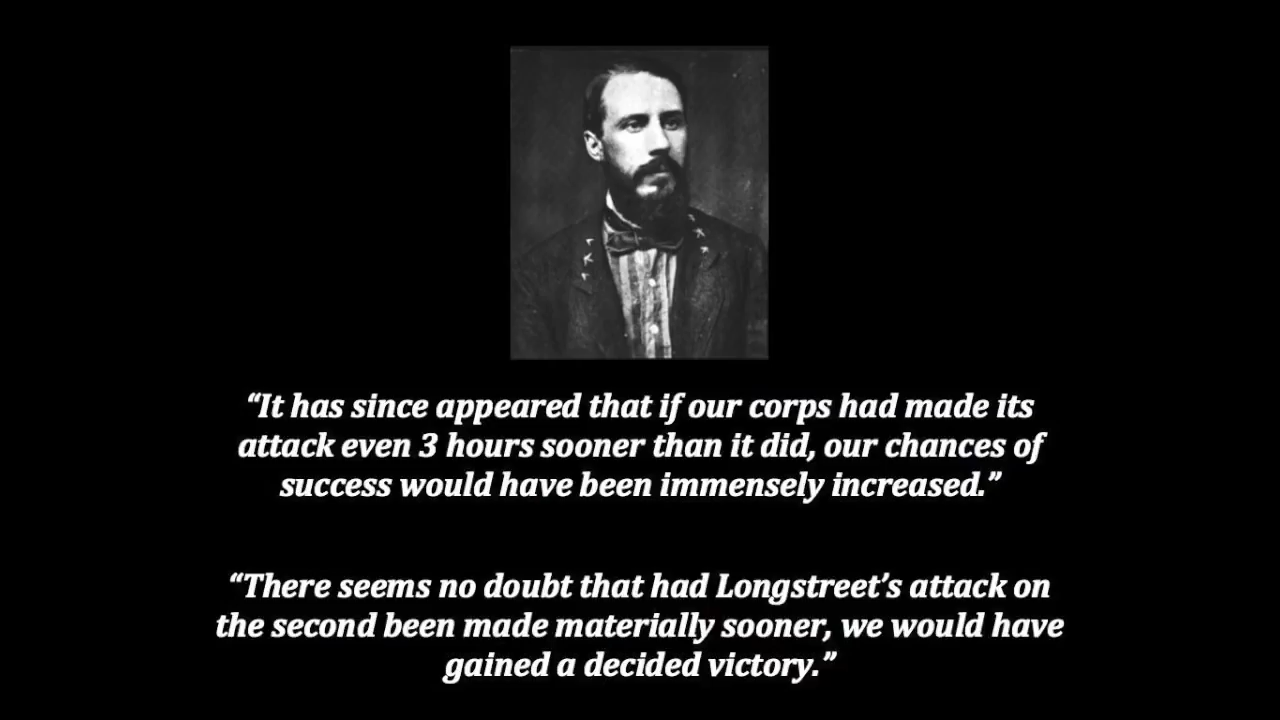 “It has since appeared that if our corps had made its
attack even 3 hours sooner than it did, our chances of
success would have been immensely increased.”
“There seems no doubt that had Longstreet’s attack on
the second been made materially sooner, we would have
gained a decided victory.”